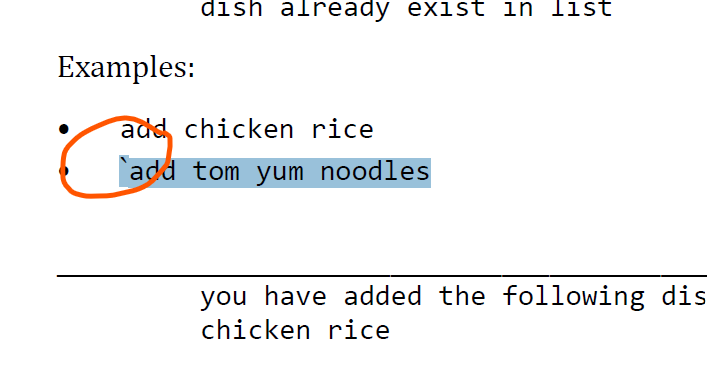 dish already exist in list
Examples:
• add chicken rice
• `add tom yum noodles
you have added the following dis
chicken rice